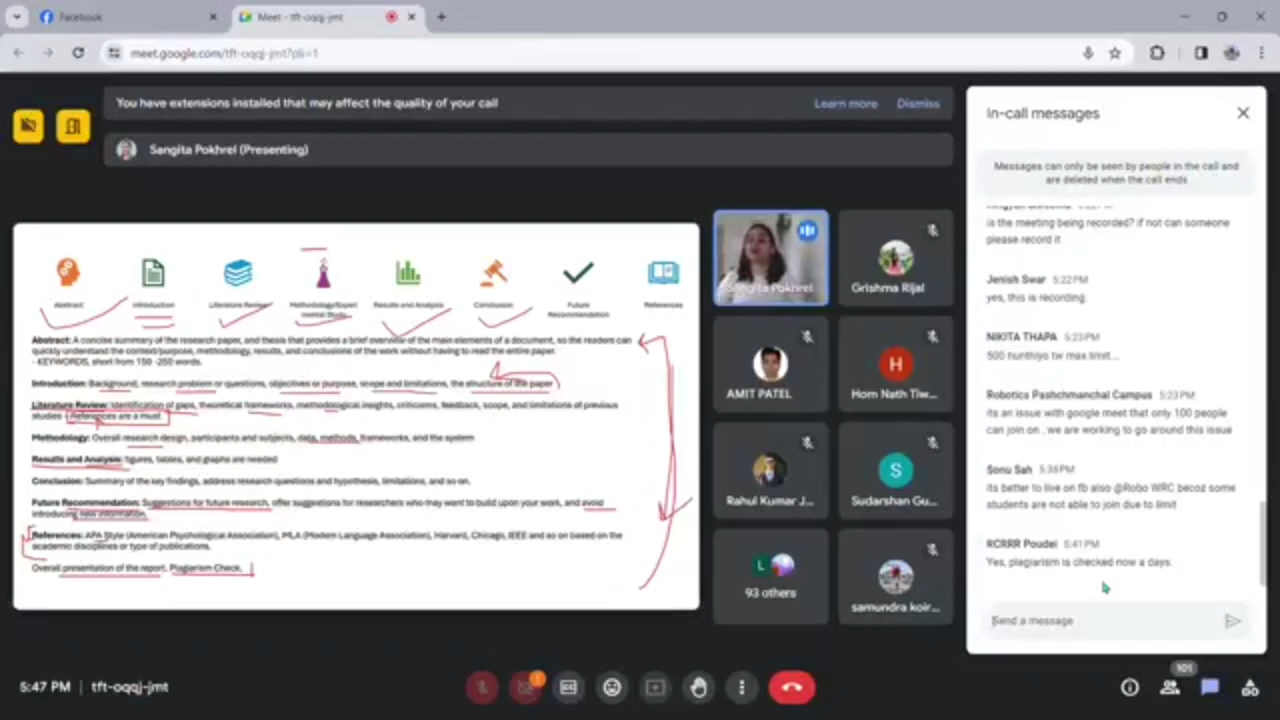 Facebook
Meet - tft-oqqj-jmt
meet.google.com/tft-oqqj-jmt?pli=1
You have extensions installed that may affect the quality of your call
Learn more
Dismiss
Sangita Pokhrel (Presenting)
Abstract
Introduction
Literature Review
Methodology/Experi
mental Study
Results and Analysis
Conclusion
Future
Recommendation
References
Abstract: A concise summary of the research paper, and thesis that provides a brief overview of the main elements of a document, so the readers can
quickly understand the context/purpose, methodology, results, and conclusions of the work without having to read the entire paper.
- KEYWORDS, short from 150 -250 words.
Introduction: Background, research problem or questions, objectives or purpose, scope and limitations, the structure of the paper
Literature Review: Identification of gaps, theoretical frameworks, methodological insights, criticisms, feedback, scope, and limitations of previous
studies - References are a must
Methodology: Overall research design, participants and subjects, data, methods, frameworks, and the system
Results and Analysis: figures, tables, and graphs are needed
Conclusion: Summary of the key findings, address research questions and hypothesis, limitations, and so on.
Future Recommendation: Suggestions for future research, offer suggestions for researchers who may want to build upon your work, and avoid
introducing new information.
References: APA Style (American Psychological Association), MLA (Modern Language Association), Harvard, Chicago, IEEE and so on based on the
academic disciplines or type of publications.
Overall presentation of the report, Plagiarism Check,
Sangita Pokhrel
Grishma Rijal
AMIT PATEL
H
Hom Nath Tiw...
Rahul Kumar J...
S
Sudarshan Gu...
L
93 others
samundra koir...
In-call messages
Messages can only be seen by people in the call and
are deleted when the call ends
is the meeting being recorded? if not can someone
please record it
Jenish Swar 5:22 PM
yes, this is recording.
NIKITA THAPA 5:23 PM
500 hunthiyo tw max limit...
Robotics Pashchmanchal Campus 5:23 PM
its an issue with google meet that only 100 people
can join on . we are working to go around this issue
Sonu Sah 5:38 PM
its better to live on fb also @Robo WRC becoz some
students are not able to join due to limit
RCRRR Poudel 5:41 PM
Yes, plagiarism is checked now a days.
Send a message
5:47 PM | tft-oqqj-jmt
101